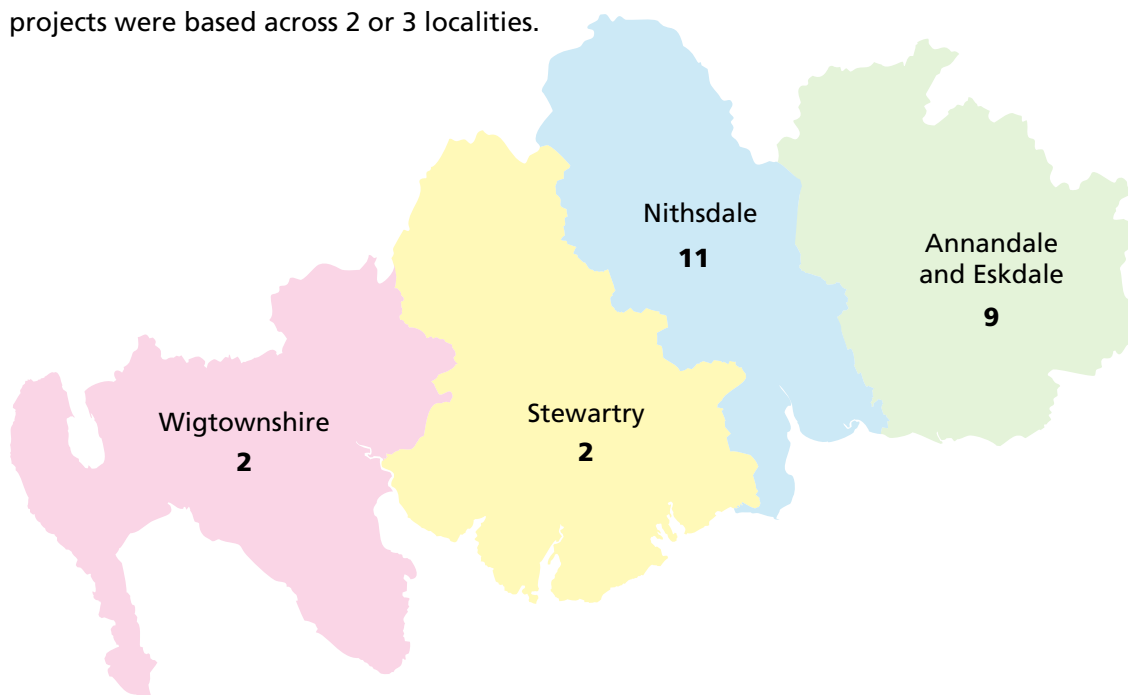 projects were based across 2 or 3 localities.
Nithsdale
11
Annandale
and Eskdale
9
Wigtownshire
2
Stewartry
2